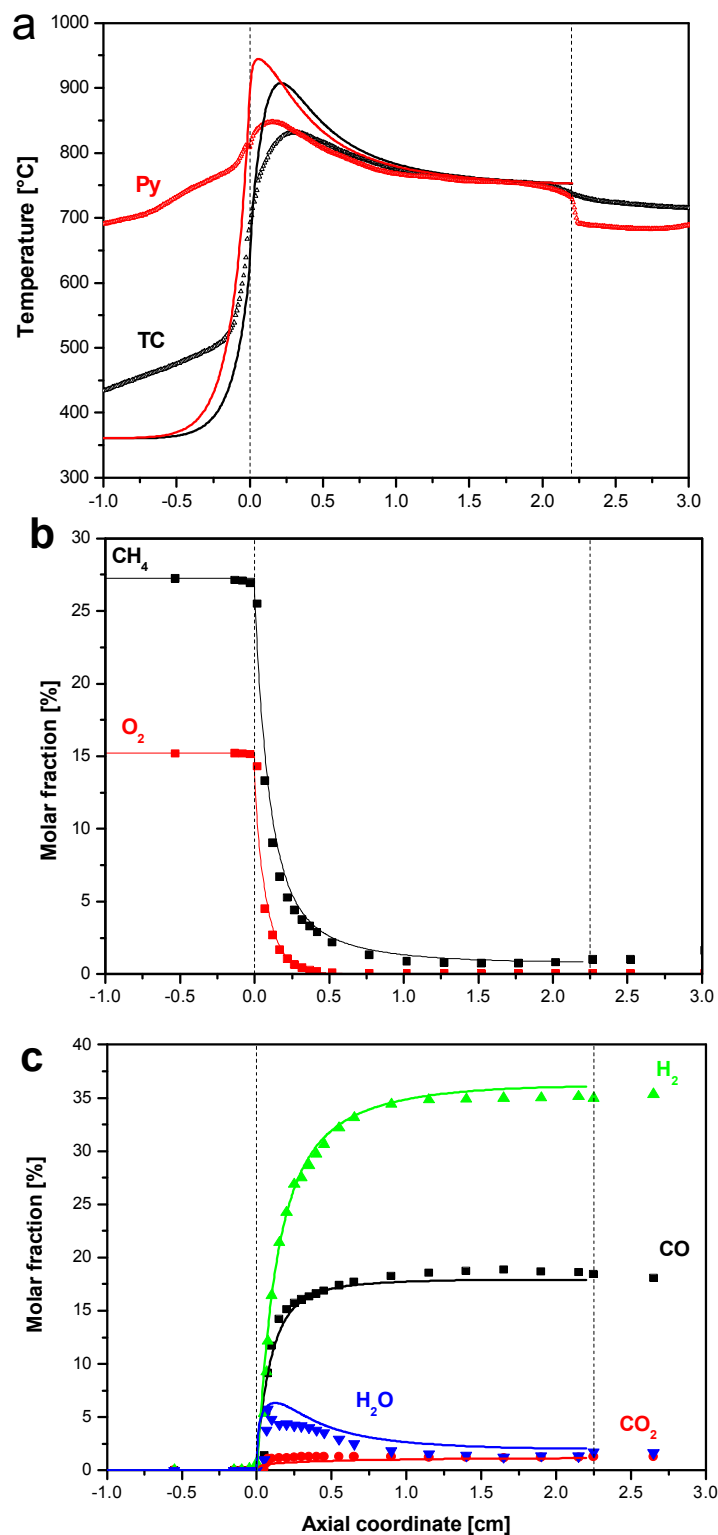 a
1000
900
800
700
600
500
400
300
Temperature [°C]
Py
TC
-1.0 -0.5 0.0 0.5 1.0 1.5 2.0 2.5 3.0
b
30
25
20
15
10
5
0
Molar fraction [%]
CH4
O2
-1.0 -0.5 0.0 0.5 1.0 1.5 2.0 2.5 3.0
c
40
35
30
25
20
15
10
5
0
Molar fraction [%]
H2
CO
H2O
CO2
-1.0 -0.5 0.0 0.5 1.0 1.5 2.0 2.5 3.0
Axial coordinate [cm]